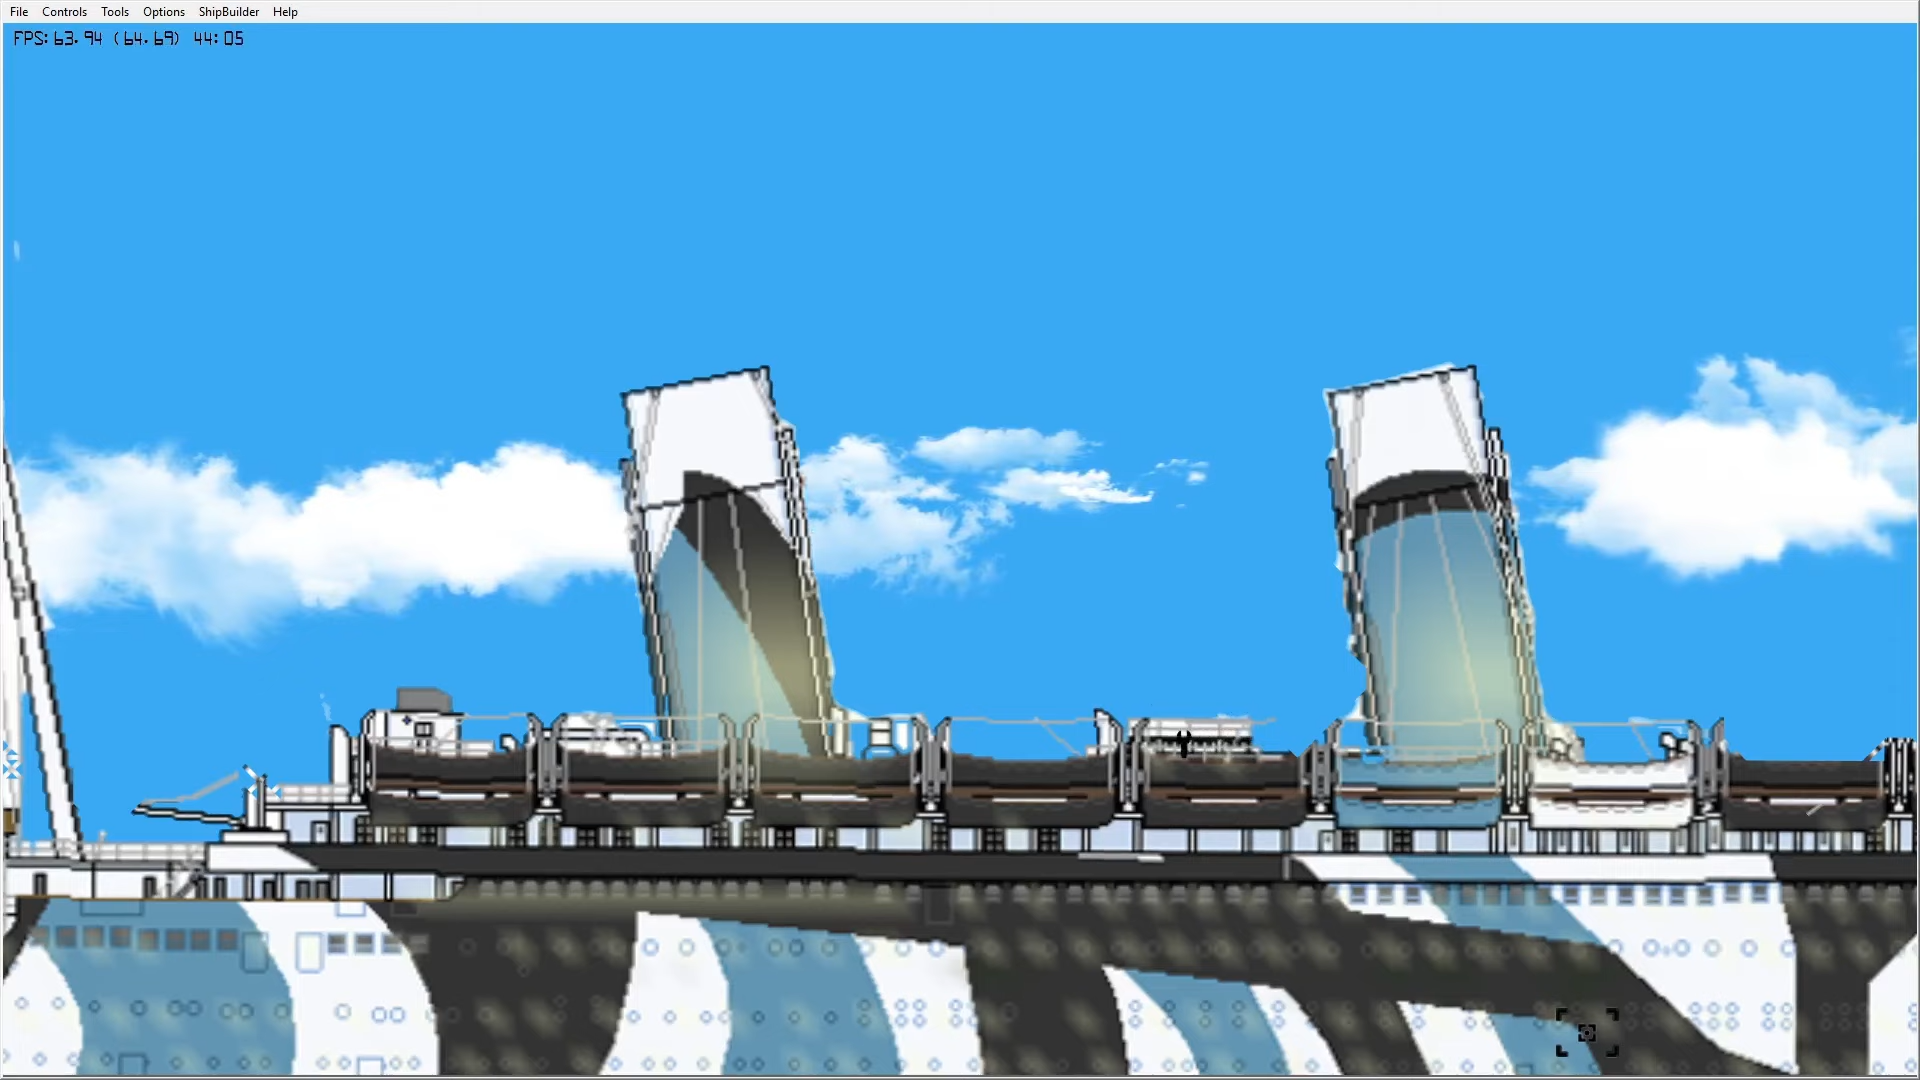 File Controls Tools Options ShipBuilder Help
FPS:63.94 (64.69) 44:05